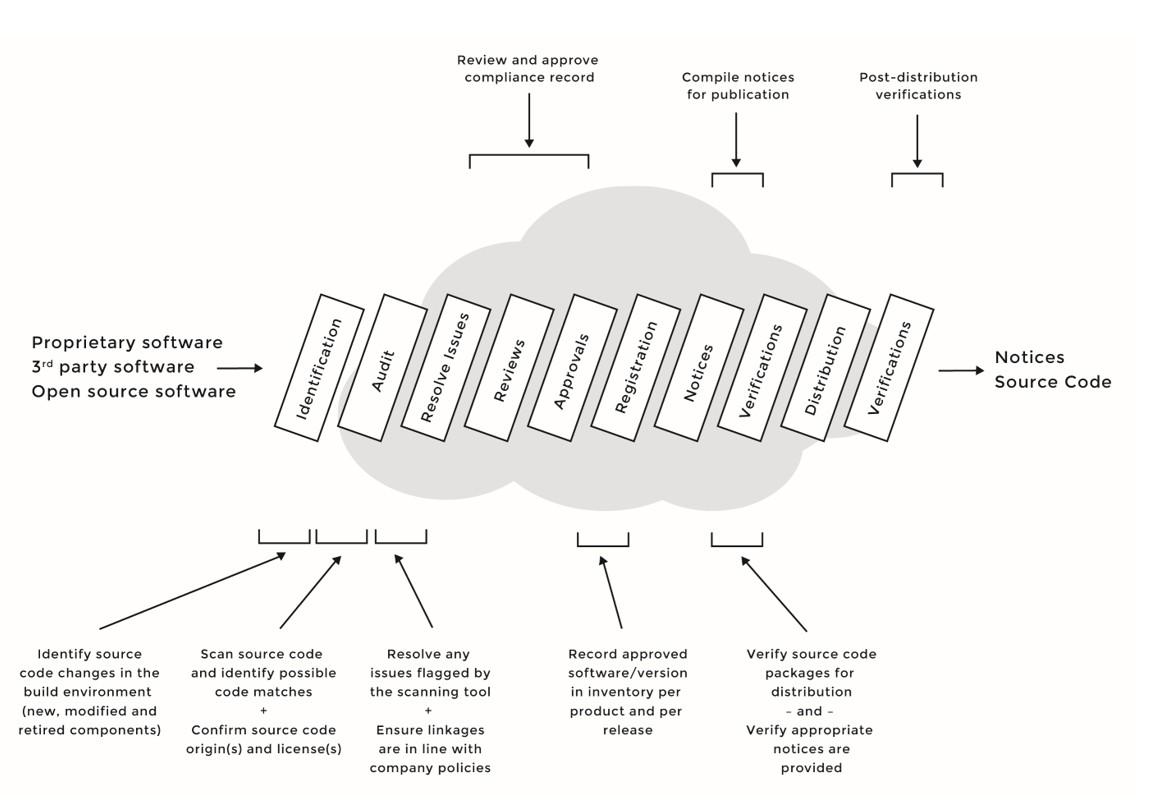 Review and approve
compliance record
Compile notices
for publication
Post-distribution
verifications
Proprietary software
3rd party software
Open source software
Identification
Audit
Resolve Issues
Reviews
Approvals
Registration
Notices
Verifications
Distribution
Verifications
Notices
Source Code
Identify source
code changes in the
build environment
(new, modified and
retired components)
Scan source code
and identify possible
code matches
+
Confirm source code
origin(s) and license(s)
Resolve any
issues flagged by
the scanning tool
+
Ensure linkages
are in line with
company policies
Record approved
software/version
in inventory per
product and per
release
Verify source code
packages for
distribution
– and –
Verify appropriate
notices are
provided